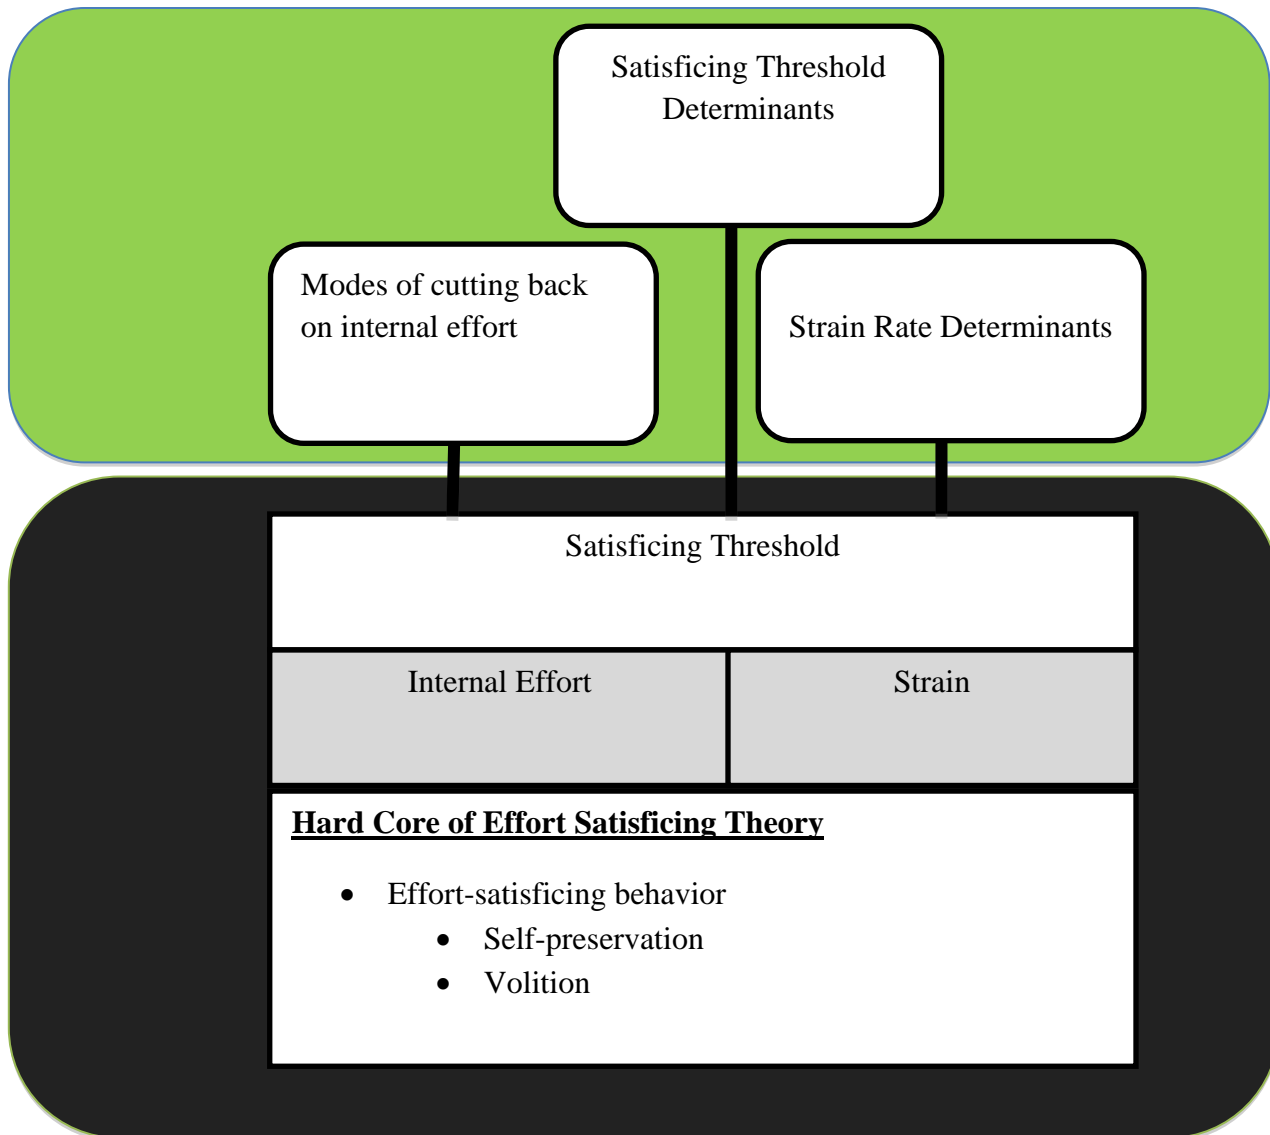 Satisficing Threshold
Determinants
Modes of cutting back
on internal effort
Strain Rate Determinants
Satisficing Threshold
Internal Effort
Strain
Hard Core of Effort Satisficing Theory
• Effort-satisficing behavior
• Self-preservation
• Volition